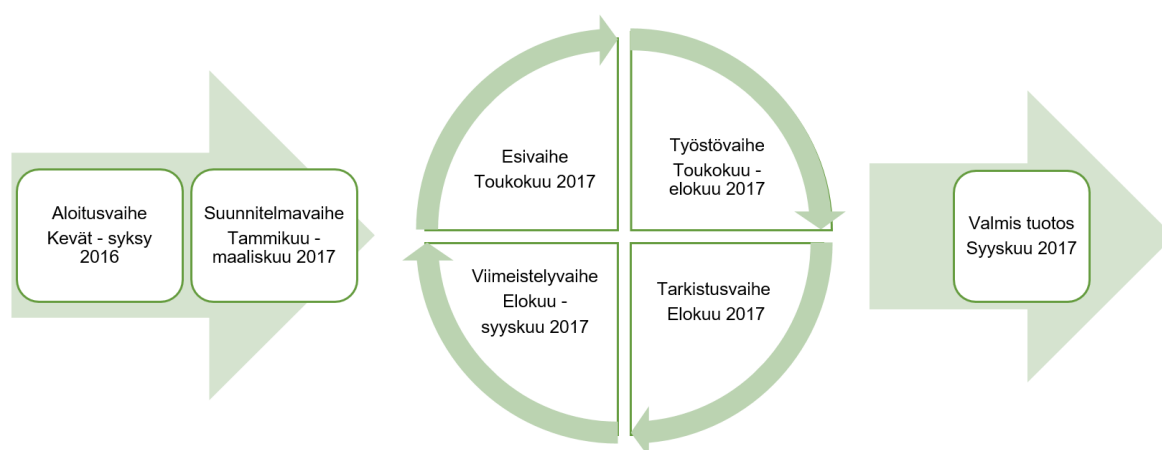 Aloitusvaihe
Kevät - syksy
2016
Suunnitelmavaihe
Tammikuu -
maaliskuu 2017
Esivaihe
Toukokuu 2017
Työstövaihe
Toukokuu -
elokuu 2017
Tarkistusvaihe
Elokuu 2017
Viimeistelyvaihe
Elokuu -
syyskuu 2017
Valmis tuotos
Syyskuu 2017